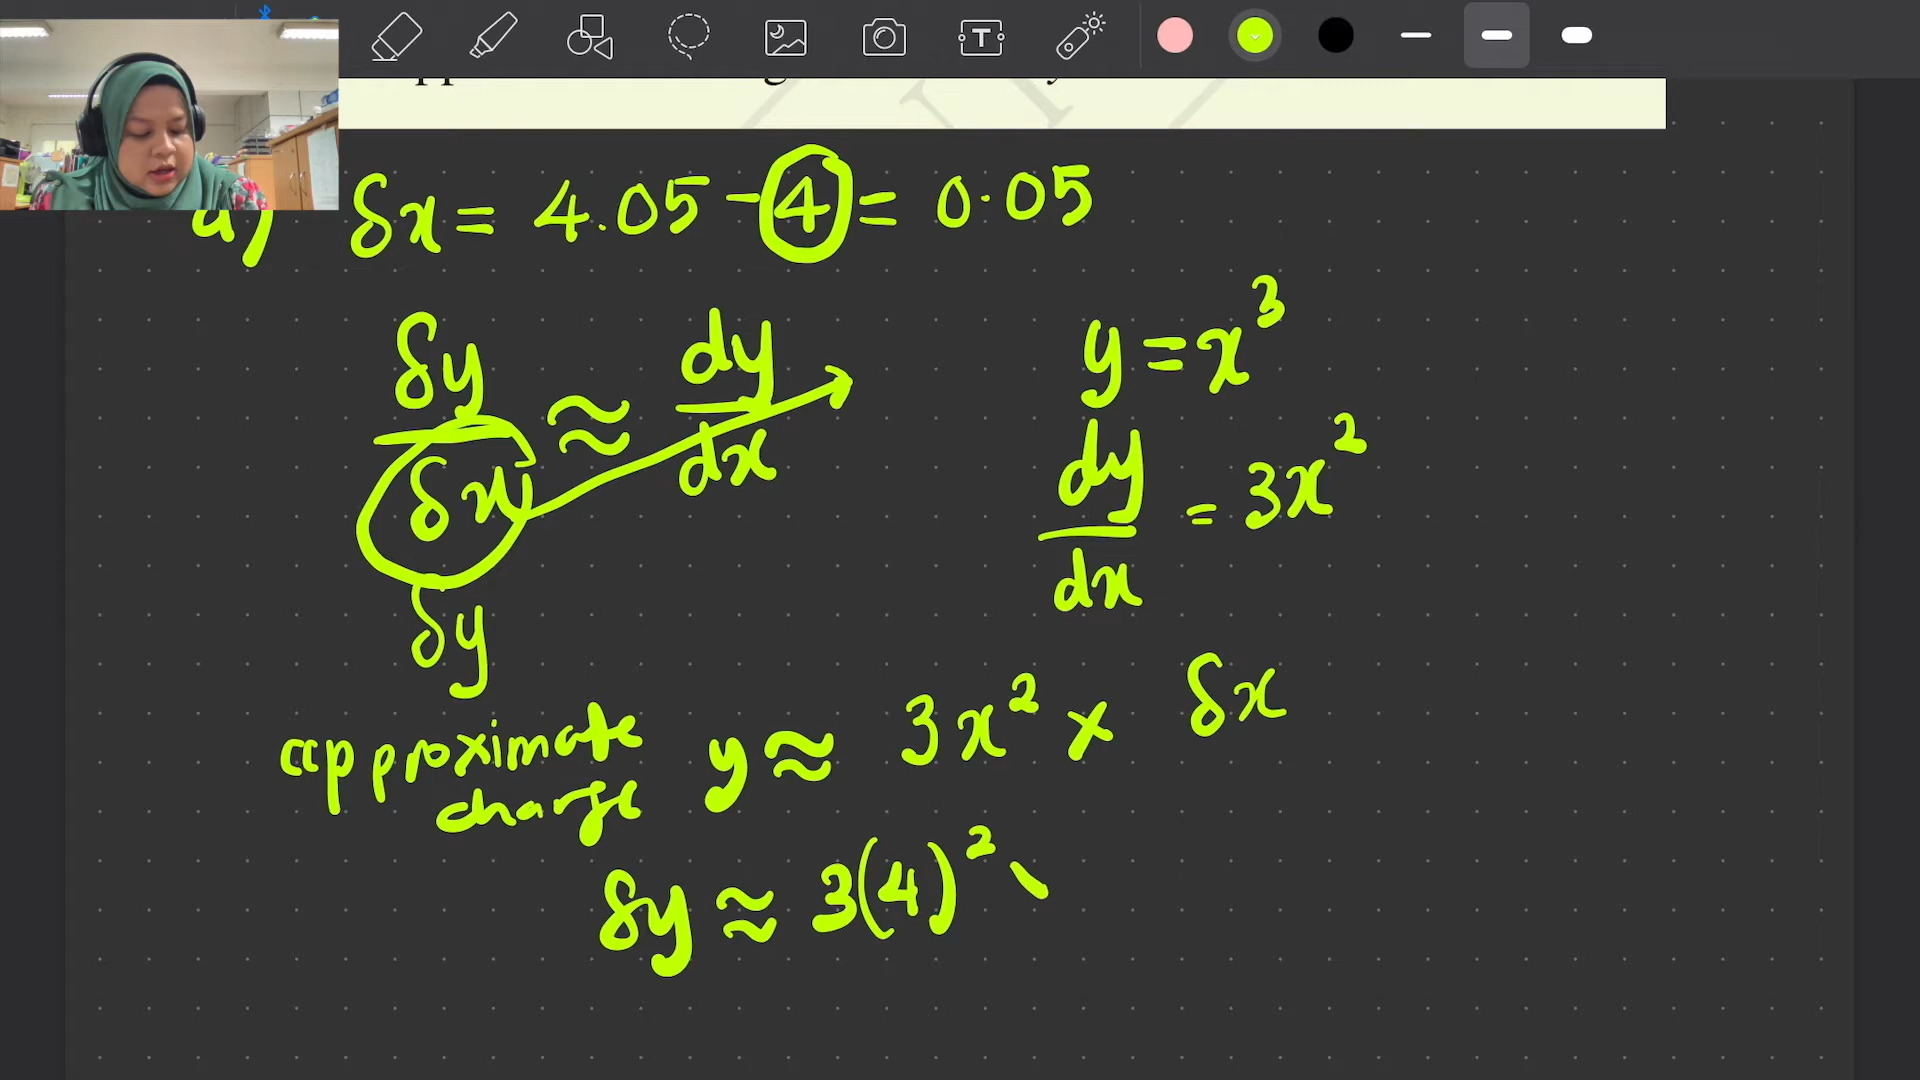 a) δx = 4.05 - 4 = 0.05
δy/δx ≈ dy/dx
y = x³
dy/dx = 3x²
δy
approximate change y ≈ 3x² × δx
δy ≈ 3(4)²